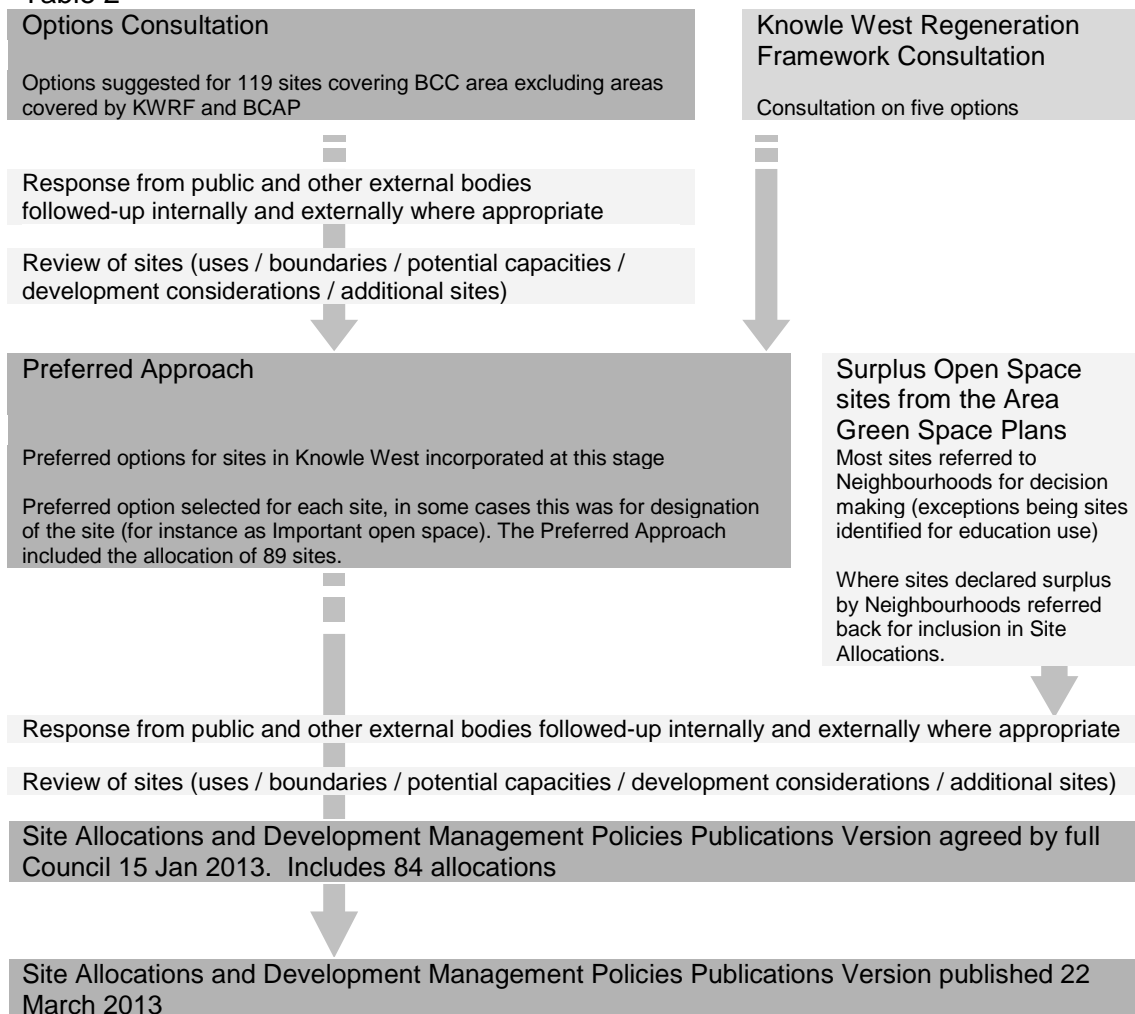 Table 2
Options Consultation
Options suggested for 119 sites covering BCC area excluding areas
covered by KWRF and BCAP
Knowle West Regeneration
Framework Consultation
Consultation on five options
Response from public and other external bodies
followed-up internally and externally where appropriate
Review of sites (uses / boundaries / potential capacities /
development considerations / additional sites)
Preferred Approach
Preferred options for sites in Knowle West incorporated at this stage
Preferred option selected for each site, in some cases this was for designation
of the site (for instance as Important open space). The Preferred Approach
included the allocation of 89 sites.
Surplus Open Space
sites from the Area
Green Space Plans
Most sites referred to
Neighbourhoods for decision
making (exceptions being sites
identified for education use)
Where sites declared surplus
by Neighbourhoods referred
back for inclusion in Site
Allocations.
Response from public and other external bodies followed-up internally and externally where appropriate
Review of sites (uses / boundaries / potential capacities / development considerations / additional sites)
Site Allocations and Development Management Policies Publications Version agreed by full
Council 15 Jan 2013.  Includes 84 allocations
Site Allocations and Development Management Policies Publications Version published 22
March 2013